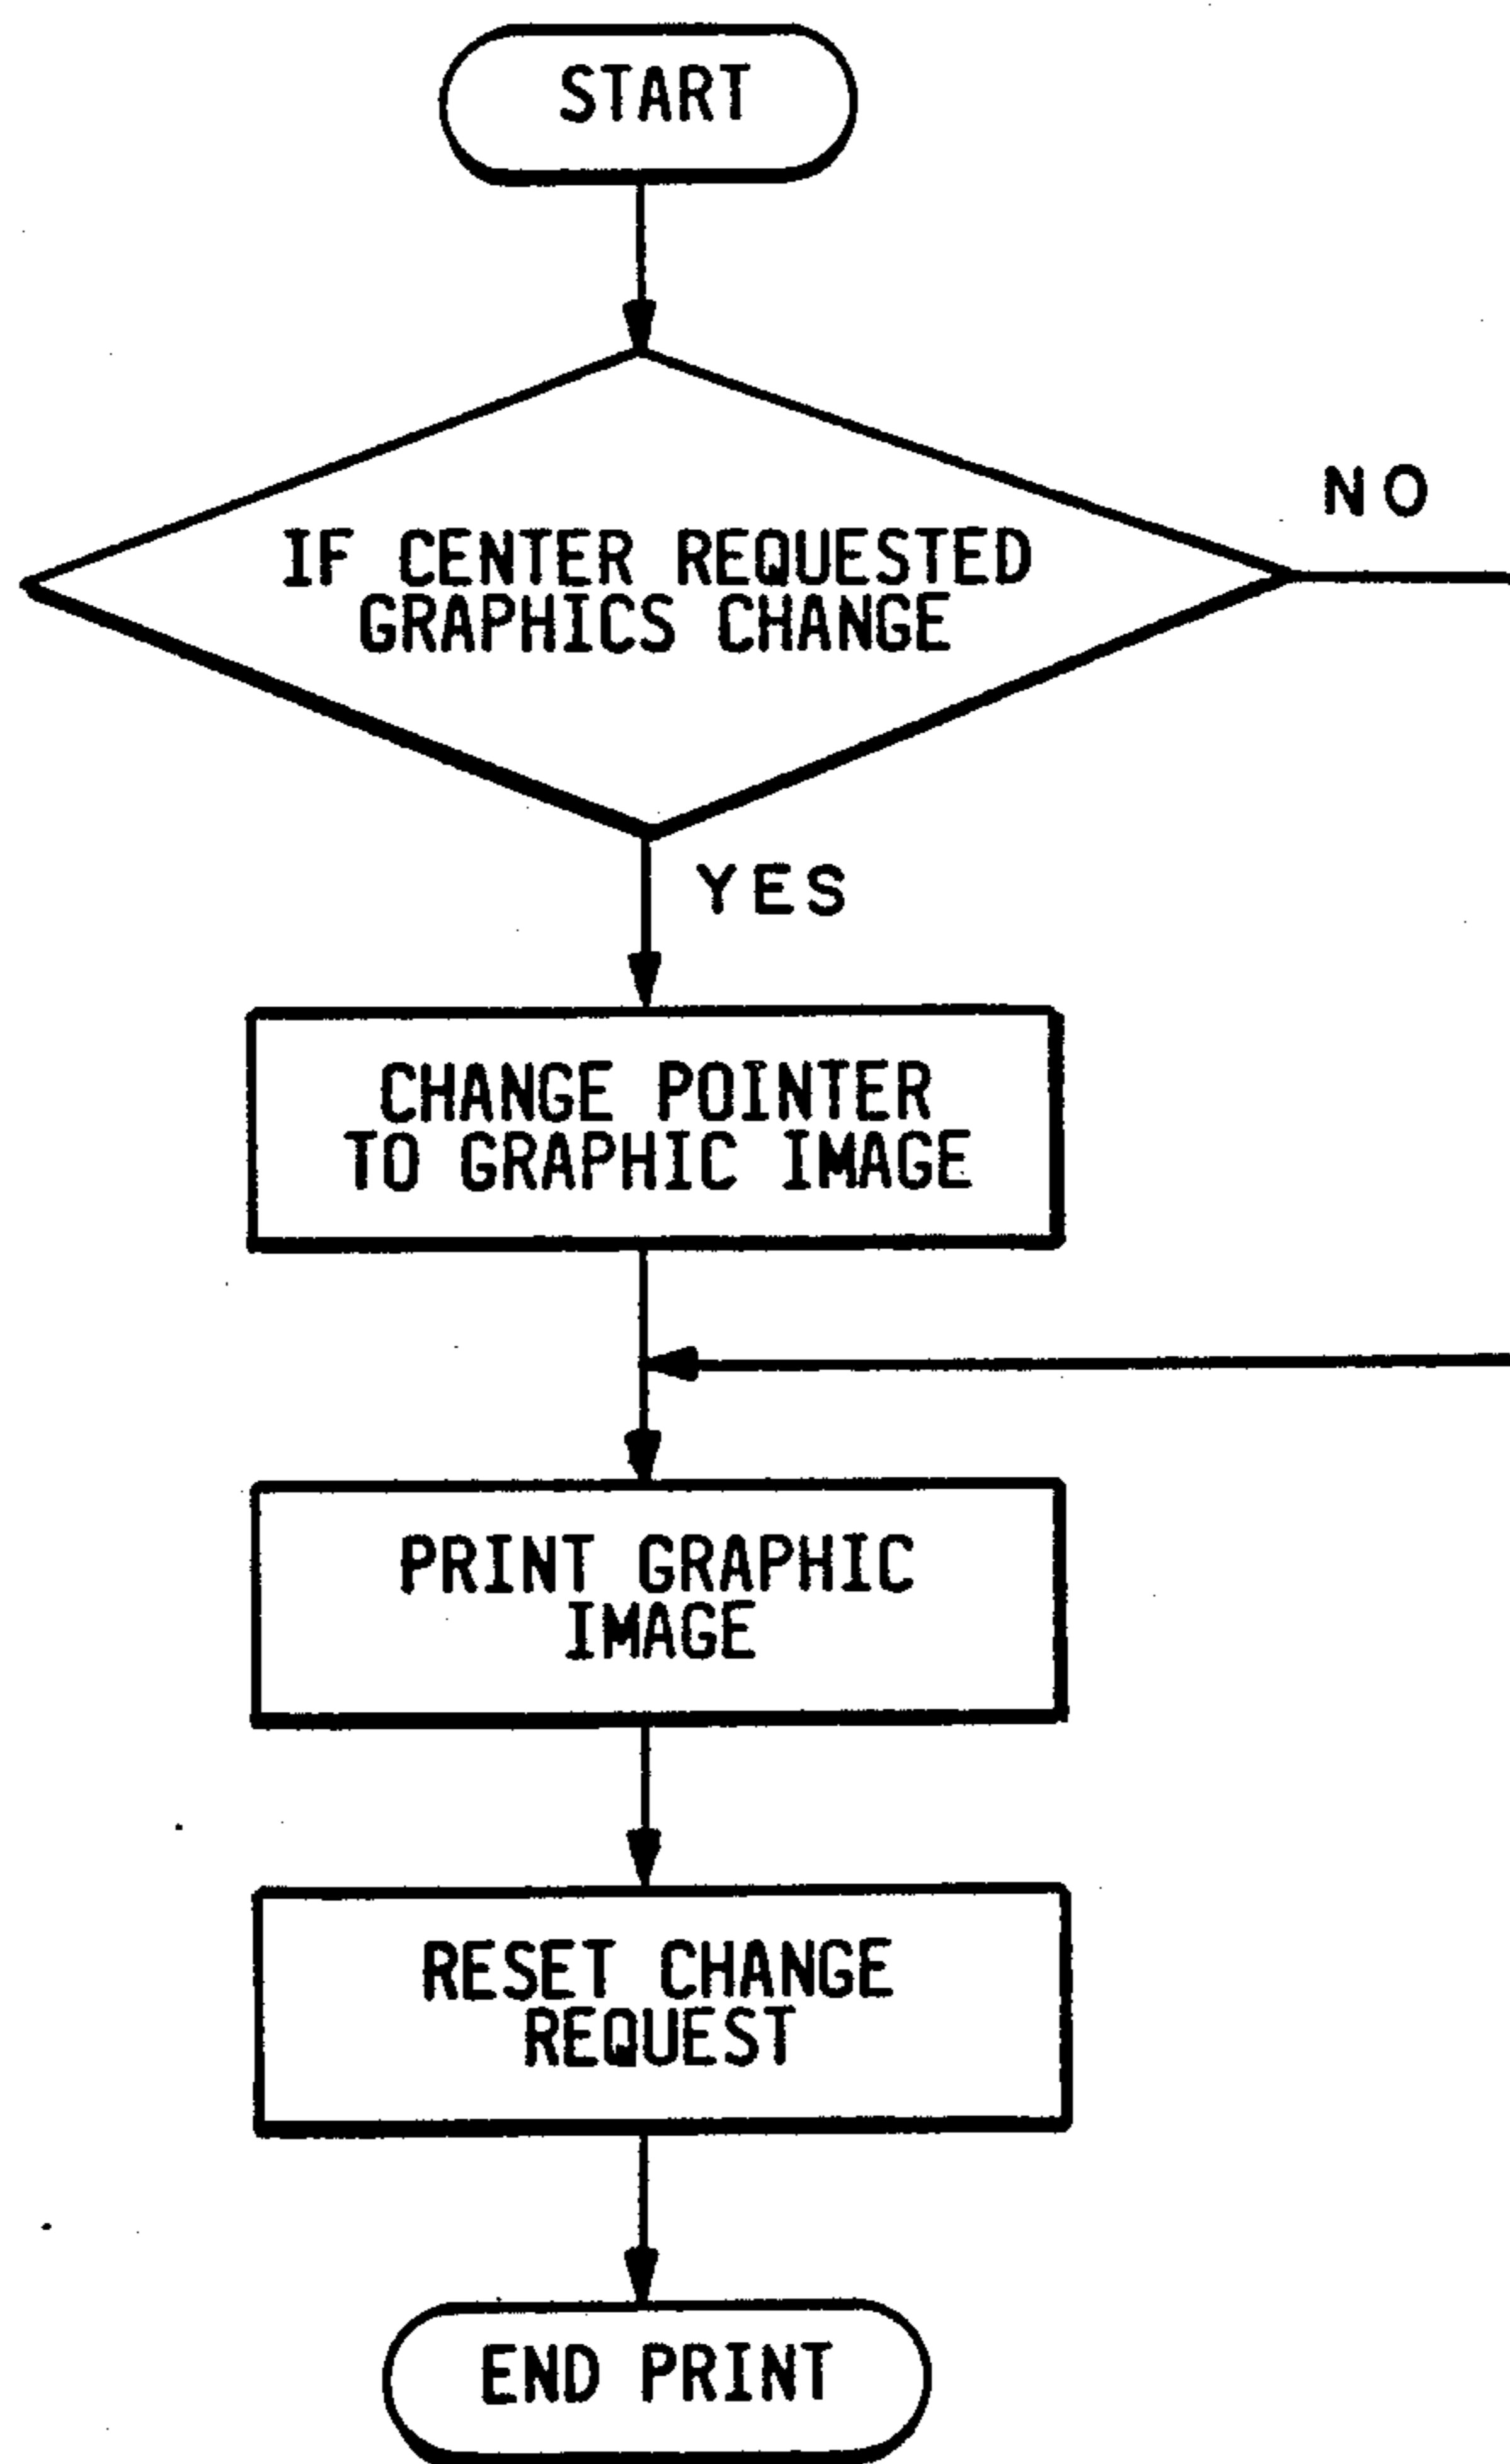 START
IF CENTER REQUESTED
GRAPHICS CHANGE
NO
YES
CHANGE POINTER
TO GRAPHIC IMAGE
PRINT GRAPHIC
IMAGE
RESET CHANGE
REQUEST
END PRINT